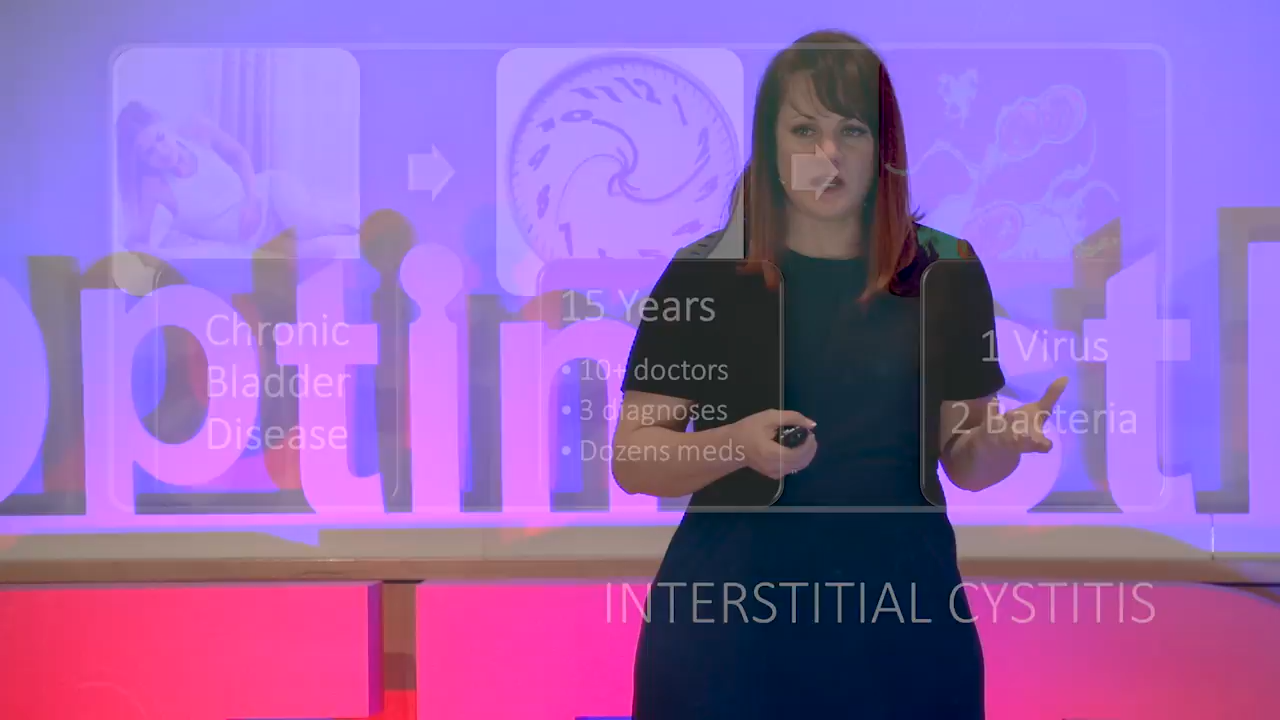 Chronic
Bladder
Disease
15 Years
• 10+ doctors
• 3 diagnoses
• Dozens meds
1 Virus
2 Bacteria
INTERSTITIAL CYSTITIS